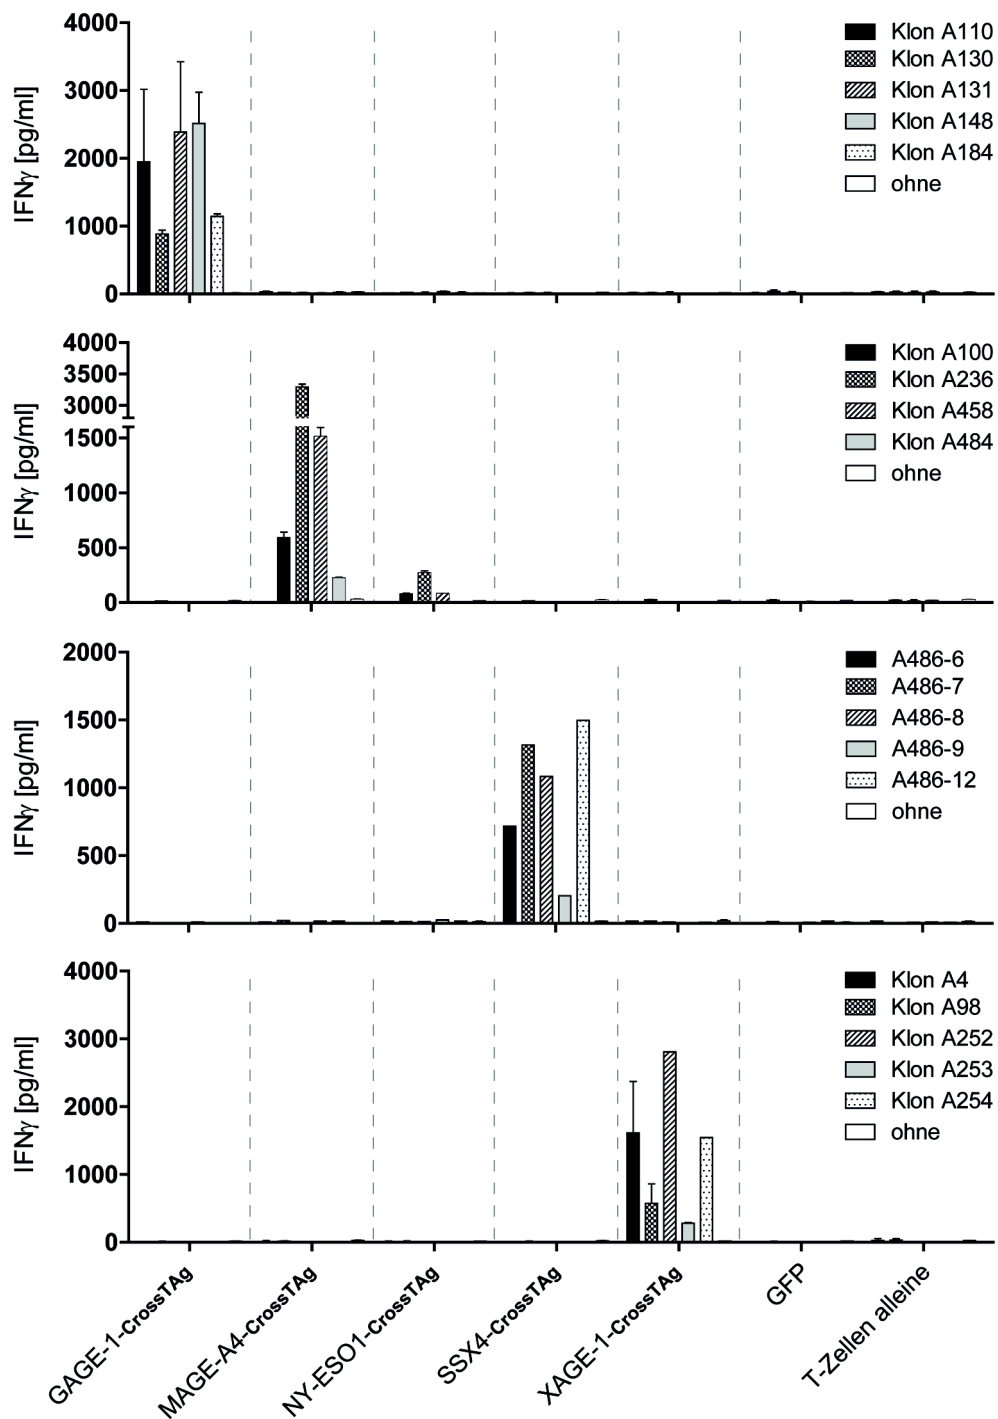 4000
3000
2000
1000
0
IFNγ [pg/ml]
Klon A110
Klon A130
Klon A131
Klon A148
Klon A184
ohne
4000
3500
3000
1500
1000
500
0
IFNγ [pg/ml]
Klon A100
Klon A236
Klon A458
Klon A484
ohne
2000
1500
1000
500
0
IFNγ [pg/ml]
A486-6
A486-7
A486-8
A486-9
A486-12
ohne
4000
3000
2000
1000
0
IFNγ [pg/ml]
Klon A4
Klon A98
Klon A252
Klon A253
Klon A254
ohne
GAGE-1-CrossTAg
MAGE-A4-CrossTAg
NY-ESO1-CrossTAg
SSX4-CrossTAg
XAGE-1-CrossTAg
GFP
T-Zellen alleine